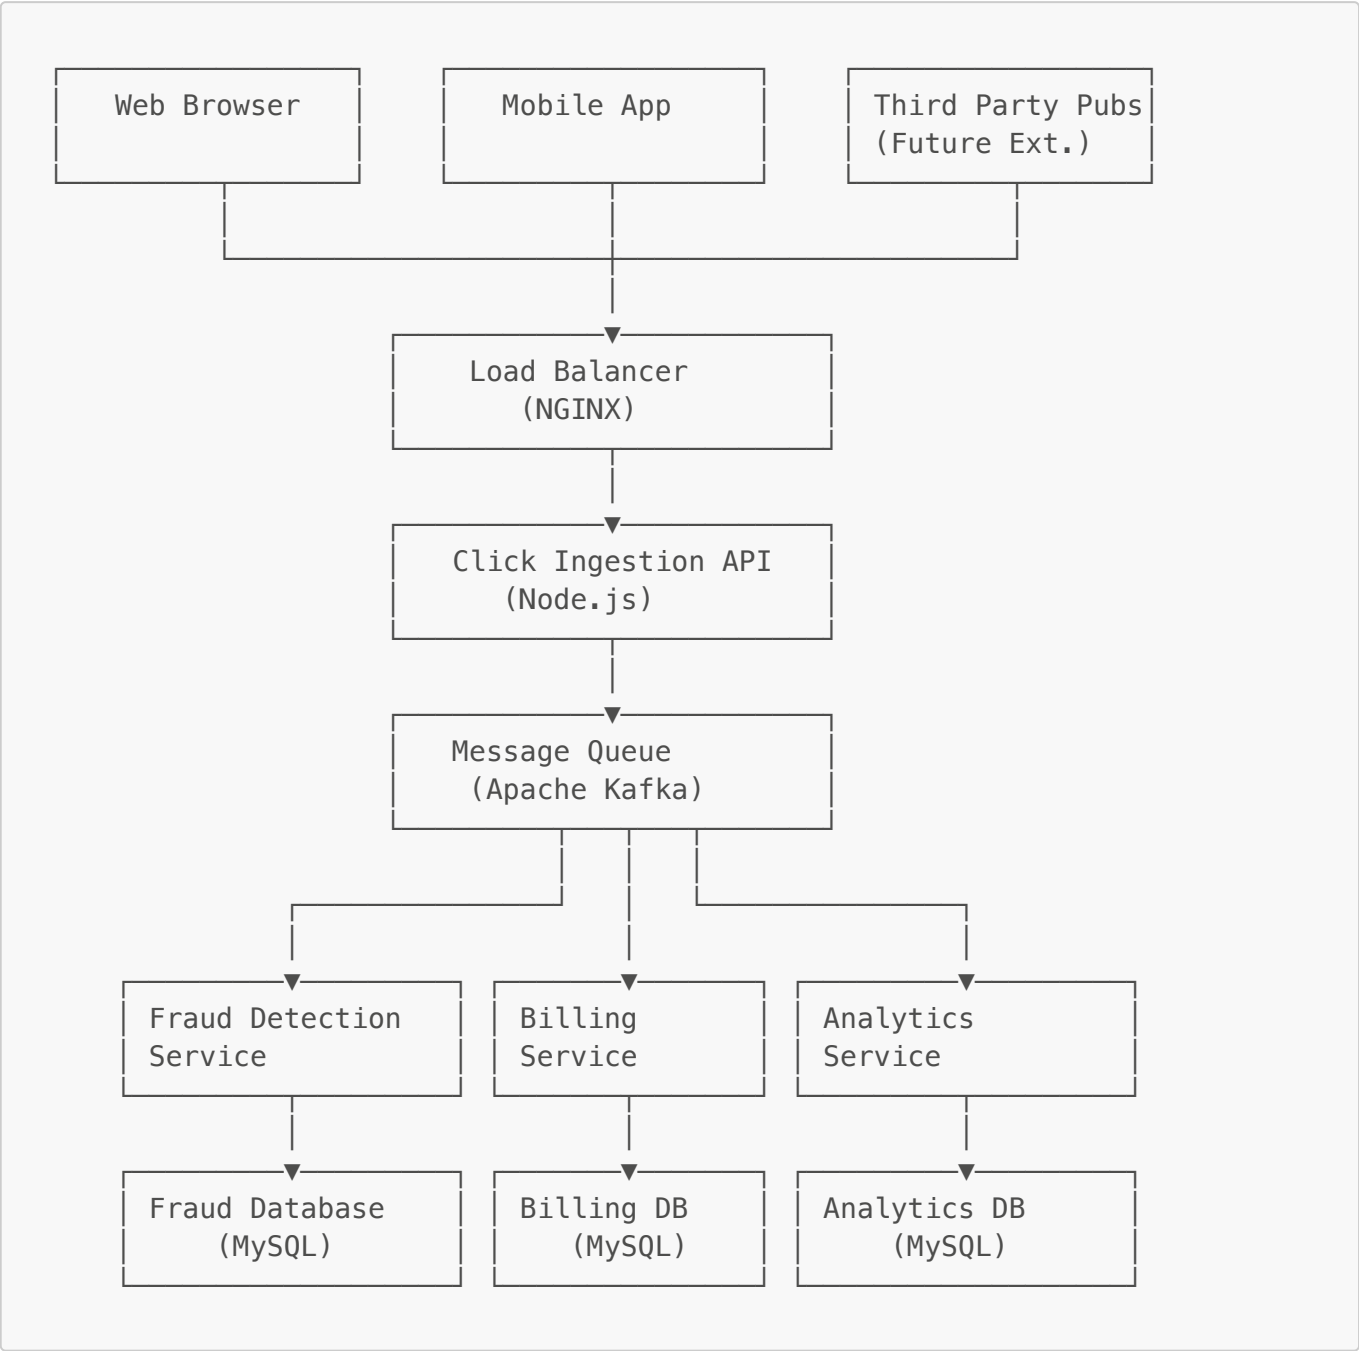 Web Browser
Mobile App
Third Party Pubs
(Future Ext.)
Load Balancer
(NGINX)
Click Ingestion API
(Node.js)
Message Queue
(Apache Kafka)
Fraud Detection
Service
Billing
Service
Analytics
Service
Fraud Database
(MySQL)
Billing DB
(MySQL)
Analytics DB
(MySQL)